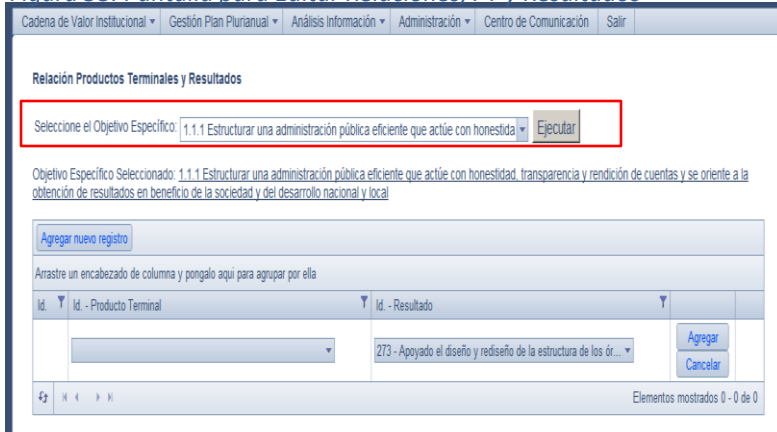 Cadena de Valor Institucional Gestión Plan Plurianual Análisis Información Administración Centro de Comunicación Salir
Relación Productos Terminales y Resultados
Seleccione el Objetivo Específico: 1.1.1 Estructurar una administración pública eficiente que actúe con honestida Ejecutar
Objetivo Específico Seleccionado: 1.1.1 Estructurar una administración pública eficiente que actúe con honestidad, transparencia y rendición de cuentas y se oriente a la
obtención de resultados en beneficio de la sociedad y del desarrollo nacional y local
Agregar nuevo registro
Arrastre un encabezado de columna y pongalo aqui para agrupar por ella
Id. Id. - Producto Terminal Id. - Resultado
273 - Apoyado el diseño y rediseño de la estructura de los ór... Agregar
Cancelar
Elementos mostrados 0 - 0 de 0